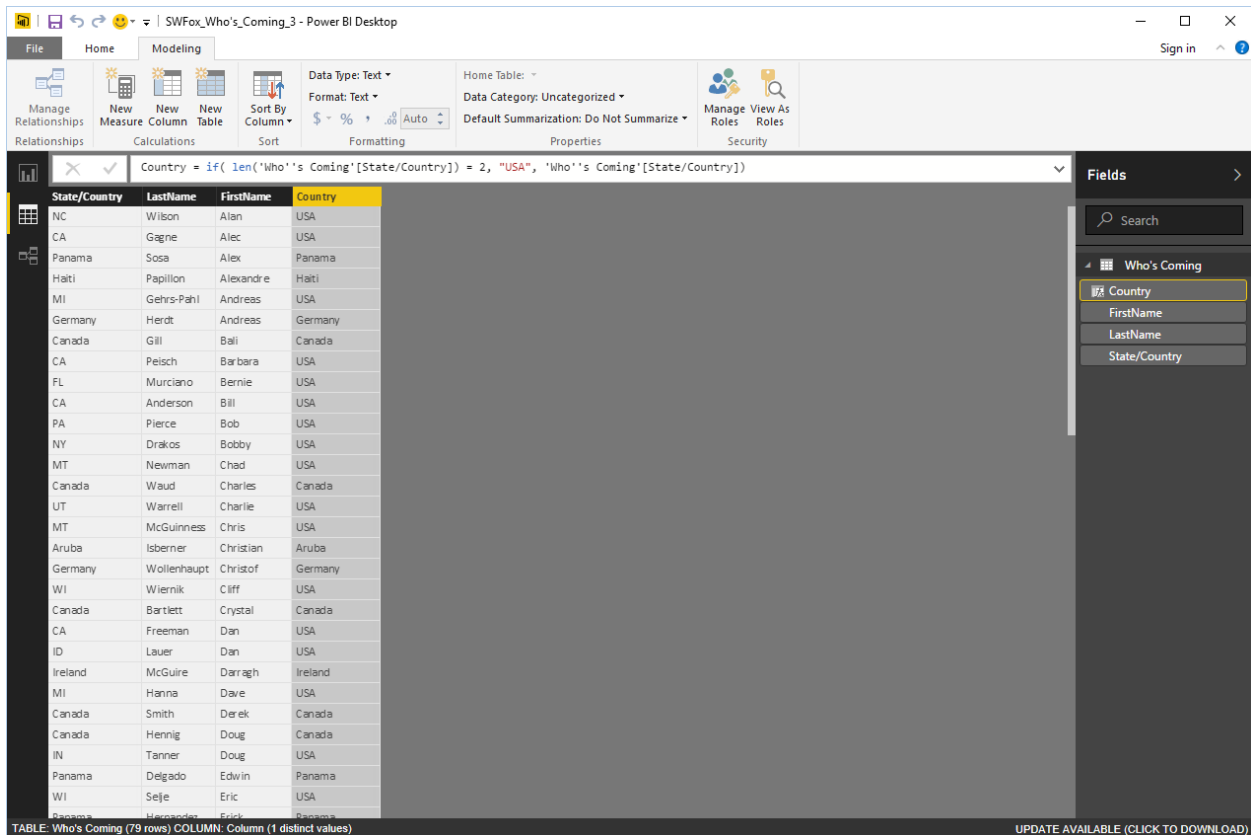 SWFox_Who's_Coming_3 - Power BI Desktop
File Home Modeling Sign in
Manage Relationships
New Measure
New Column
New Table
Sort By Column
Data Type: Text
Format: Text
$ % , .00 Auto
Home Table:
Data Category: Uncategorized
Default Summarization: Do Not Summarize
Manage Roles
View As Roles
Relationships Calculations Sort Formatting Properties Security
Country = if( len('Who''s Coming'[State/Country]) = 2, "USA", 'Who''s Coming'[State/Country])
State/Country LastName FirstName Country
NC Wilson Alan USA
CA Gagne Alec USA
Panama Sosa Alex Panama
Haiti Papillon Alexandre Haiti
MI Gehrs-Pahl Andreas USA
Germany Herdt Andreas Germany
Canada Gill Bali Canada
CA Peisch Barbara USA
FL Murciano Bernie USA
CA Anderson Bill USA
PA Pierce Bob USA
NY Drakos Bobby USA
MT Newman Chad USA
Canada Waud Charles Canada
UT Warrell Charlie USA
MT McGuinness Chris USA
Aruba Isberner Christian Aruba
Germany Wollenhaupt Christof Germany
WI Wiernik Cliff USA
Canada Bartlett Crystal Canada
CA Freeman Dan USA
ID Lauer Dan USA
Ireland McGuire Darragh Ireland
MI Hanna Dave USA
Canada Smith Derek Canada
Canada Hennig Doug Canada
IN Tanner Doug USA
Panama Delgado Edwin Panama
WI Selje Eric USA
Panama Hernandez Erick Panama
Fields
Search
Who's Coming
Country
FirstName
LastName
State/Country
TABLE: Who's Coming (79 rows) COLUMN: Column (1 distinct values)
UPDATE AVAILABLE (CLICK TO DOWNLOAD)